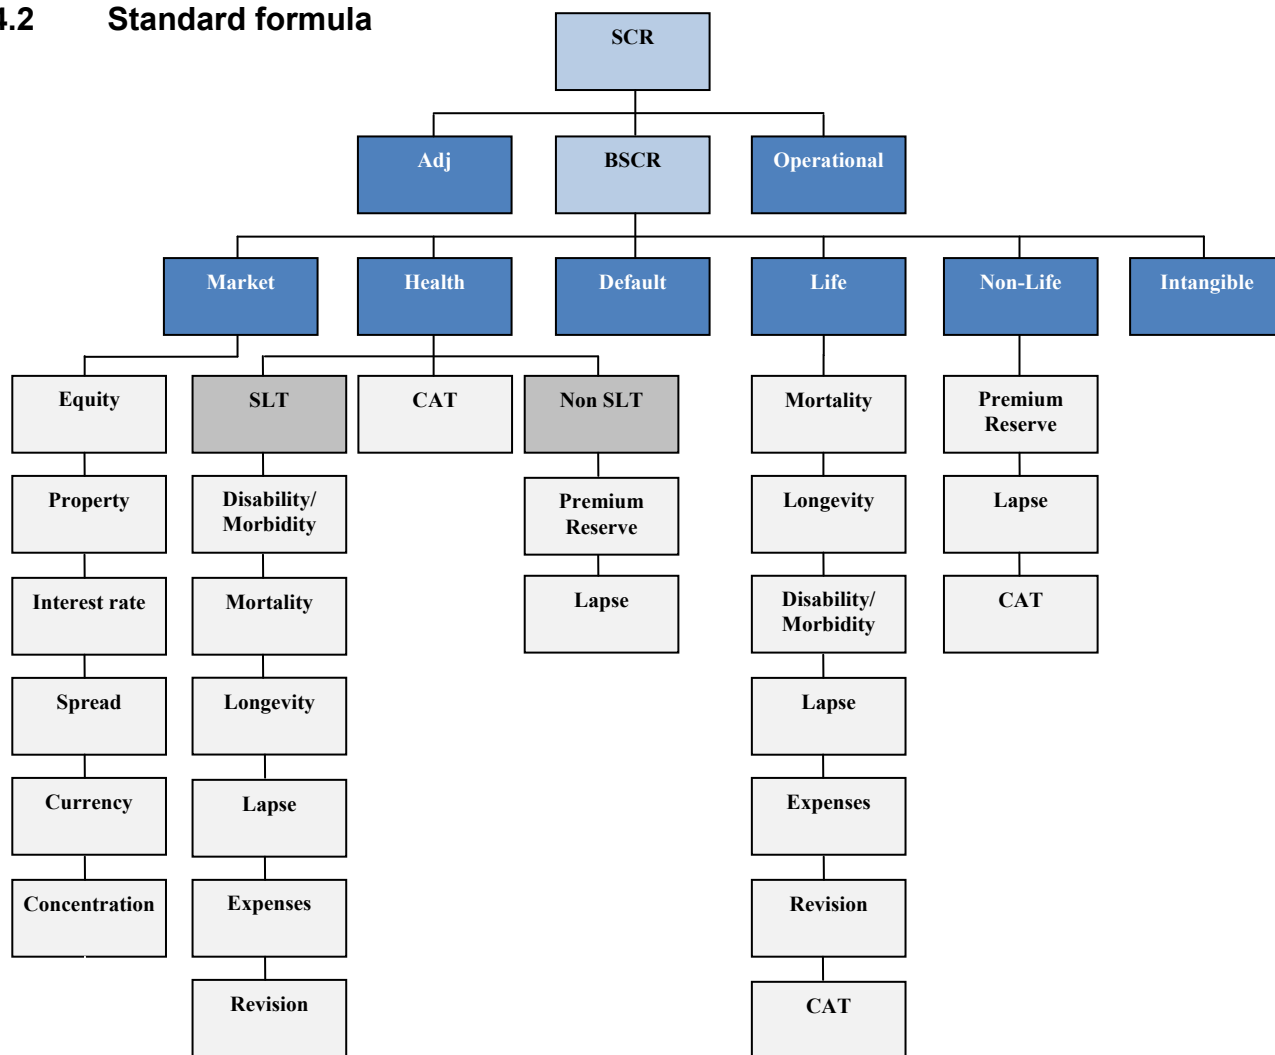 4.2 Standard formula
SCR
Adj
BSCR
Operational
Market
Health
Default
Life
Non-Life
Intangible
Equity
SLT
CAT
Non SLT
Mortality
Premium
Reserve
Property
Disability/
Morbidity
Premium
Reserve
Longevity
Lapse
Interest rate
Mortality
Lapse
Disability/
Morbidity
CAT
Spread
Longevity
Lapse
Currency
Lapse
Expenses
Concentration
Expenses
Revision
Revision
CAT